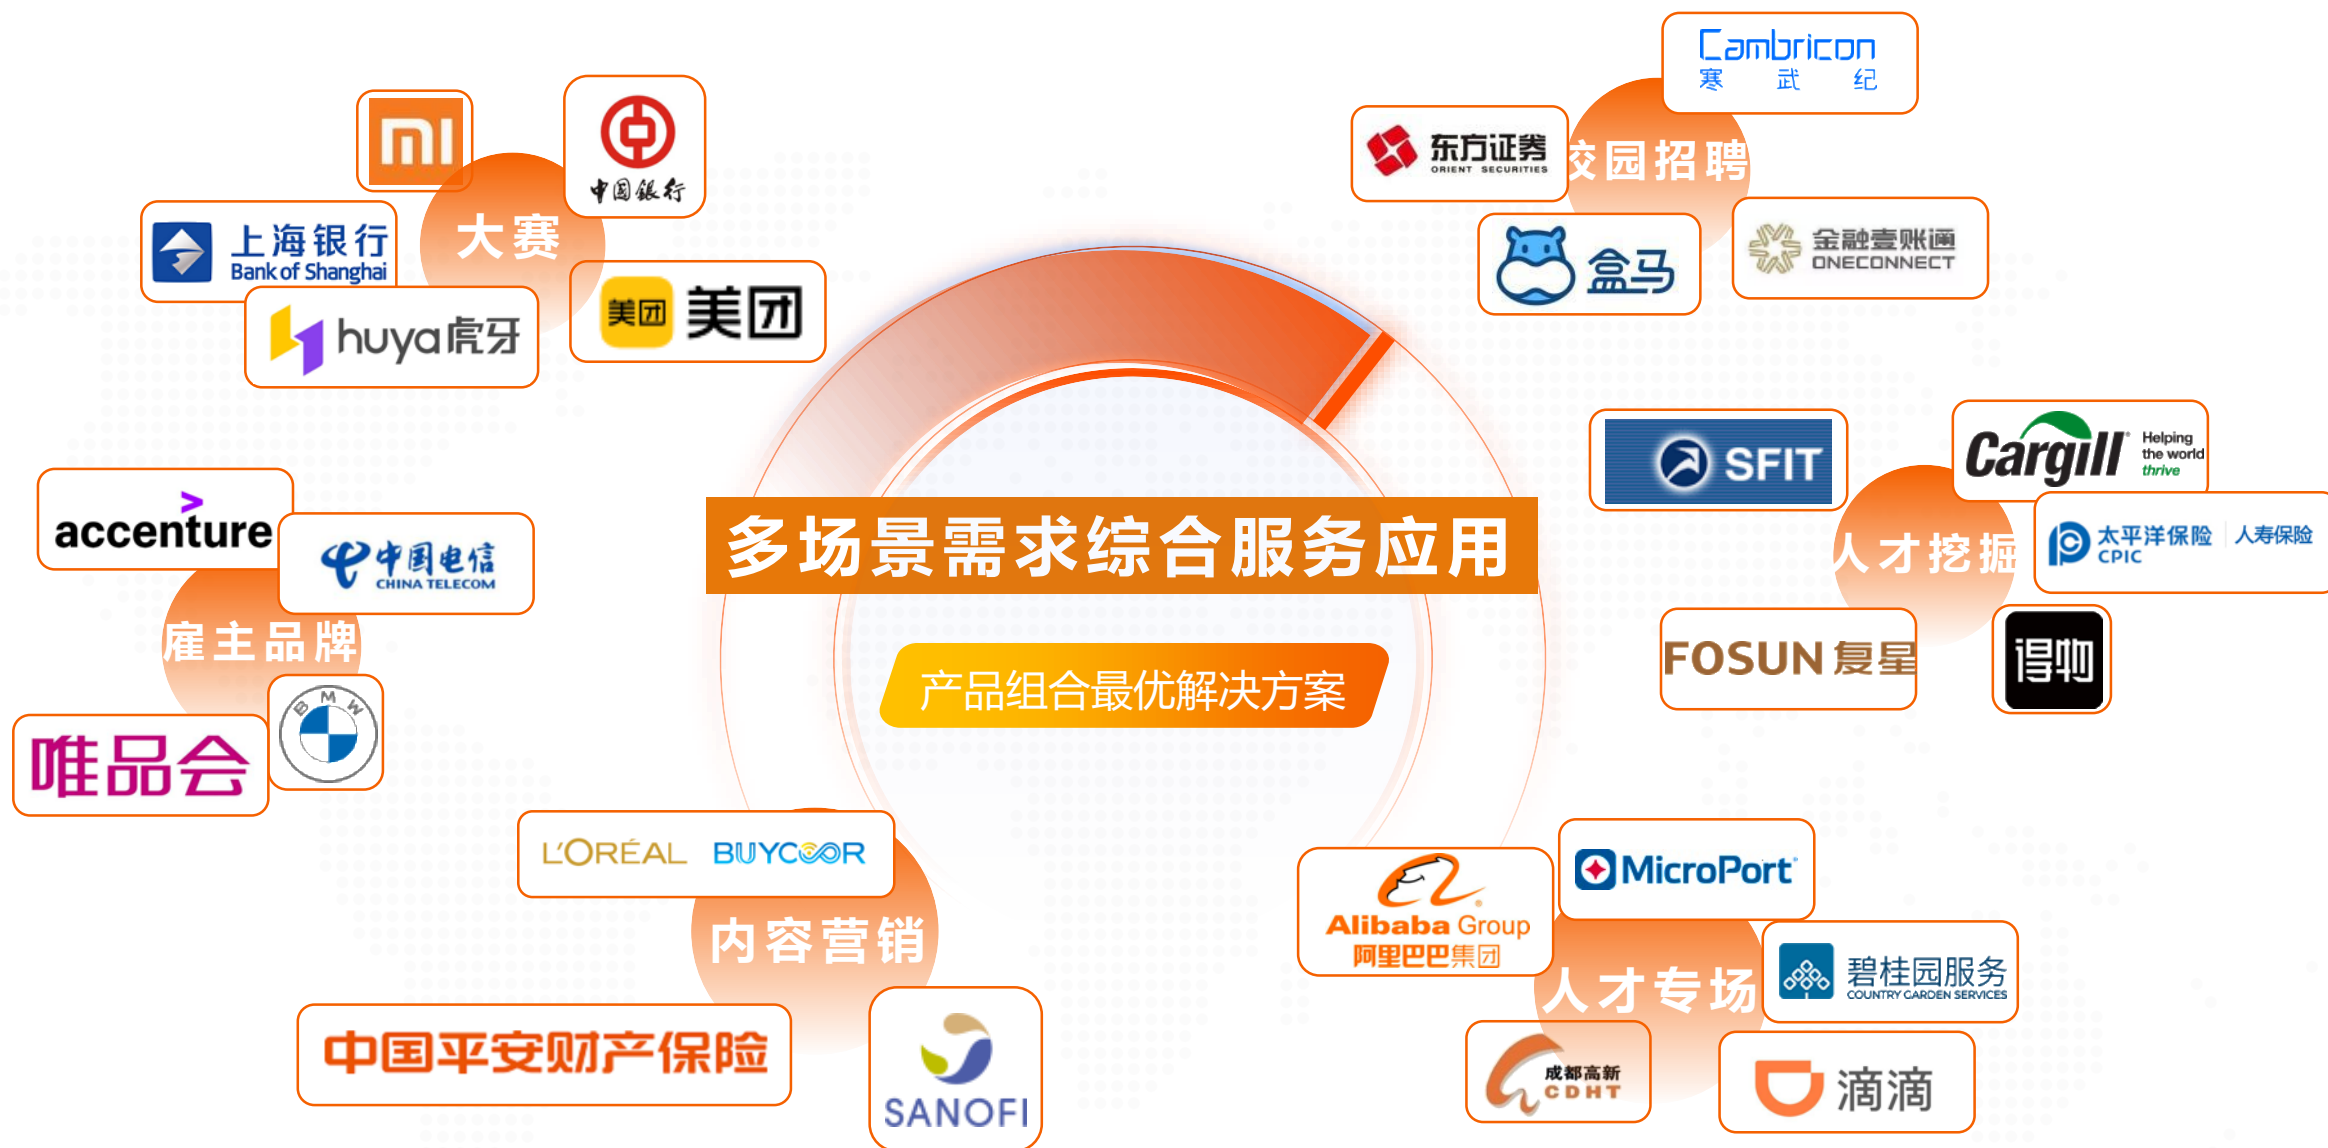 mi
中国银行
大赛
上海银行
Bank of Shanghai
huya虎牙
美团 美团
Cambricon
寒武纪
东方证券
ORIENT SECURITIES
校园招聘
盒马
金融壹账通
ONECONNECT
accenture
中国电信
CHINA TELECOM
雇主品牌
BMW
唯品会
多场景需求综合服务应用
产品组合最优解决方案
SFIT
Cargill
Helping
the world
thrive
人才挖掘
太平洋保险 人寿保险
CPIC
FOSUN 复星
得物
L'ORÉAL BUYCOOR
内容营销
中国平安财产保险
SANOFI
Alibaba Group
阿里巴巴集团
MicroPort
人才专场
碧桂园服务
COUNTRY GARDEN SERVICES
成都高新
CDHT
滴滴